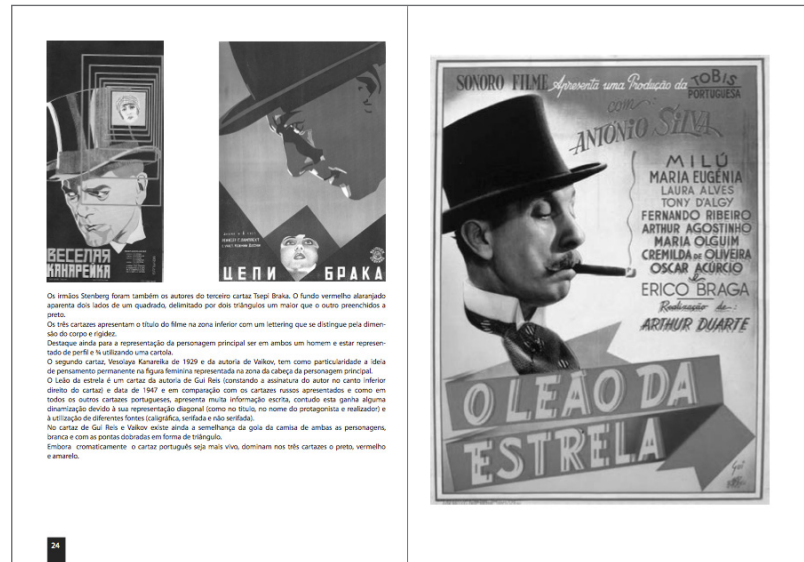 ВЕСЕЛАЯ
КАНАРЕЙКА
ЦЕПИ БРАКА
Os irmãos Stenberg foram também os autores do terceiro cartaz Tsepi Braka. O fundo vermelho alaranjado
aparenta dois lados de um quadrado, delimitado por dois triângulos um maior que o outro preenchidos a
preto.
Os três cartazes apresentam o título do filme na zona inferior com um lettering que se distingue pela dimen-
são do corpo e rigidez.
Destaque ainda para a representação da personagem principal ser em ambos um homem e estar represen-
tado de perfil e ¾ utilizando uma cartola.
O segundo cartaz, Vesolaya Kanareika de 1929 e da autoria de Vaikov, tem como particularidade a ideia
de pensamento permanente na figura feminina representada na zona da cabeça da personagem principal.
O Leão da estrela é um cartaz da autoria de Gui Reis (constando a assinatura do autor no canto inferior
direito do cartaz) e data de 1947 e em comparação com os cartazes russos apresentados e como em
todos os outros cartazes portugueses, apresenta muita informação escrita, contudo esta ganha alguma
dinamização devido à sua representação diagonal (como no título, no nome do protagonista e realizador) e
à utilização de diferentes fontes (caligráfica, serifada e não serifada).
No cartaz de Gui Reis e Vaikov existe ainda a semelhança da gola da camisa de ambas as personagens,
branca e com as pontas dobradas em forma de triângulo.
Embora cromaticamente o cartaz português seja mais vivo, dominam nos três cartazes o preto, vermelho
e amarelo.
24
SONORO FILME Apresenta uma Produção da TOBIS
PORTUGUESA
com:
ANTÓNIO SILVA
MILÚ
MARIA EUGÉNIA
LAURA ALVES
TONY D'ALGY
FERNANDO RIBEIRO
ARTHUR AGOSTINHO
MARIA OLGUIM
CREMILDA DE OLIVEIRA
OSCAR ACÚRCIO
e
ERICO BRAGA
Realização de:
ARTHUR DUARTE
O LEÃO DA
ESTRELA